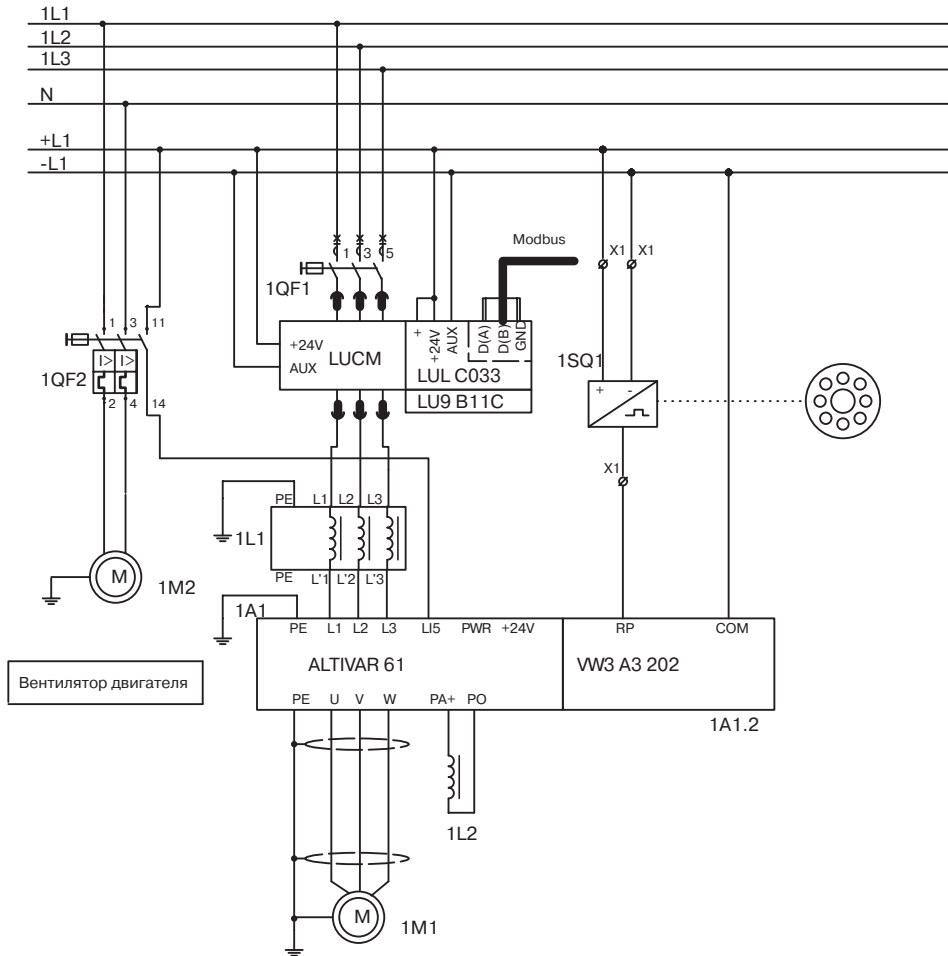 1L1
1L2
1L3
N
+L1
-L1
Modbus
X1 X1
1 3 5
1QF1
1 3 11
+24V
AUX
LUCM
+
+24V
AUX
D(A)
D(B)
GND
LUL C033
LU9 B11C
1SQ1
+ -
I> I>
1QF2
2 4 14
X1
PE L1 L2 L3
1L1
PE L'1 L'2 L'3
M
1M2
1A1
PE L1 L2 L3 LI5 PWR +24V
RP COM
ALTIVAR 61
VW3 A3 202
Вентилятор двигателя
PE U V W PA+ PO
1A1.2
1L2
M
1M1